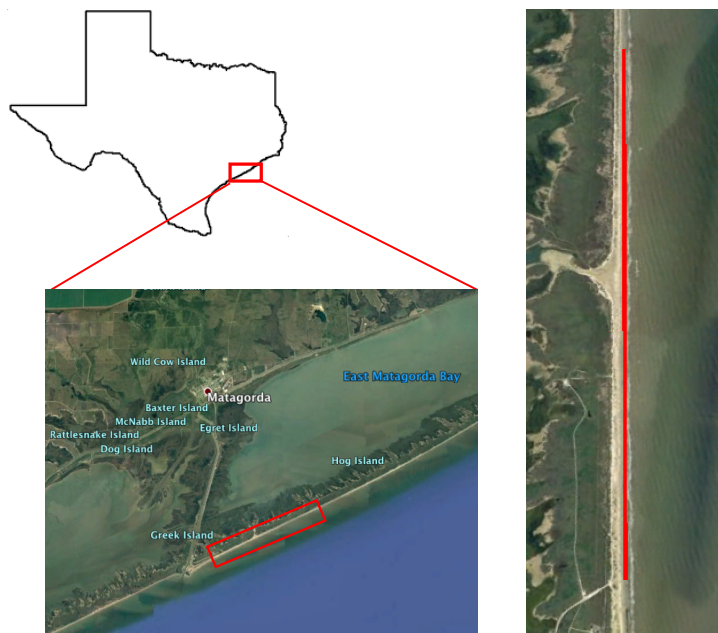 Wild Cow Island
East Matagorda Bay
Matagorda
Baxter Island
McNabb Island
Egret Island
Rattlesnake Island
Dog Island
Hog Island
Greek Island